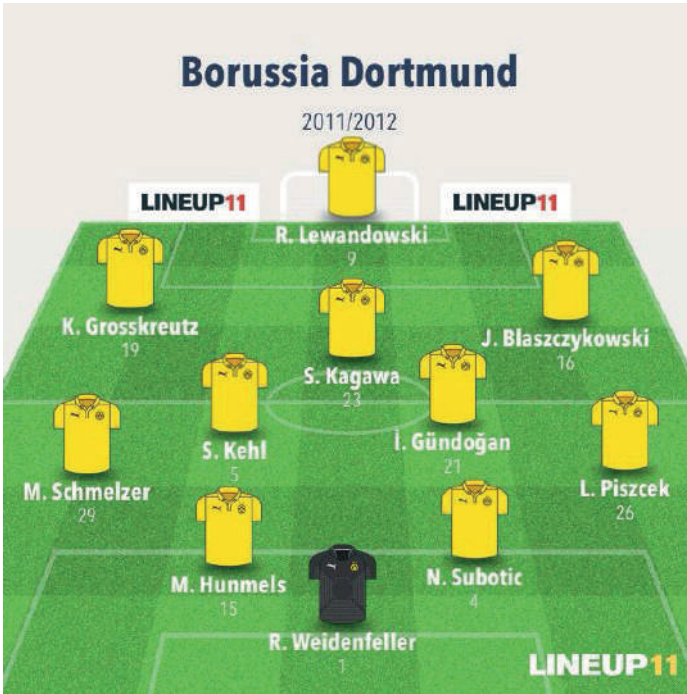 Borussia Dortmund
2011/2012
LINEUP11
LINEUP11
R. Lewandowski
9
K. Grosskreutz
19
J. Blaszczykowski
16
S. Kagawa
23
S. Kehl
5
İ. Gündoğan
21
M. Schmelzer
29
L. Piszcek
26
M. Hunmels
15
N. Subotic
4
R. Weidenfeller
1
LINEUP11